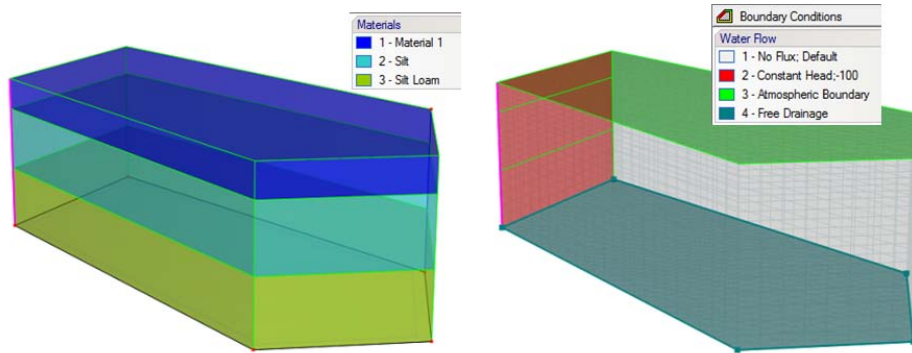 Materials
1 - Material 1
2 - Silt
3 - Silt Loam
Boundary Conditions
Water Flow
1 - No Flux; Default
2 - Constant Head;-100
3 - Atmospheric Boundary
4 - Free Drainage